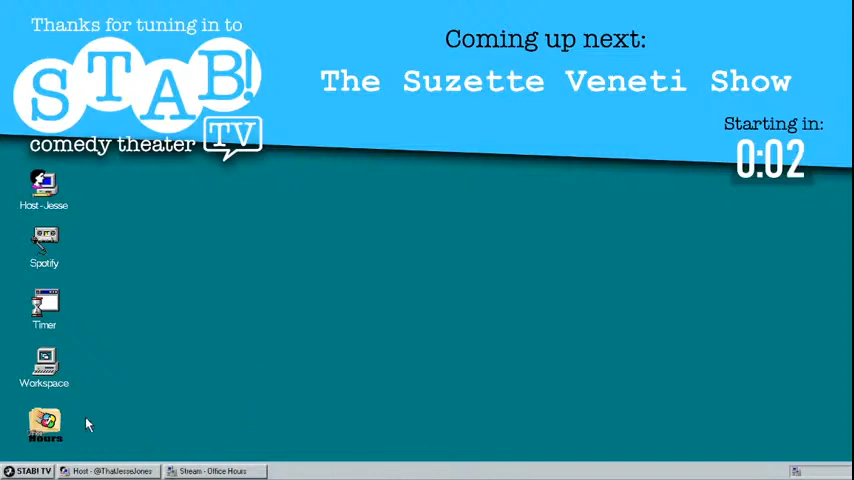 Thanks for tuning in to
STAB!
comedy theater TV
Coming up next:
The Suzette Veneti Show
Starting in:
0:02
Host-Jesse
Spotify
Timer
Workspace
Hours
STAB! TV
Host - @ThatJesseJones
Stream - Office Hours